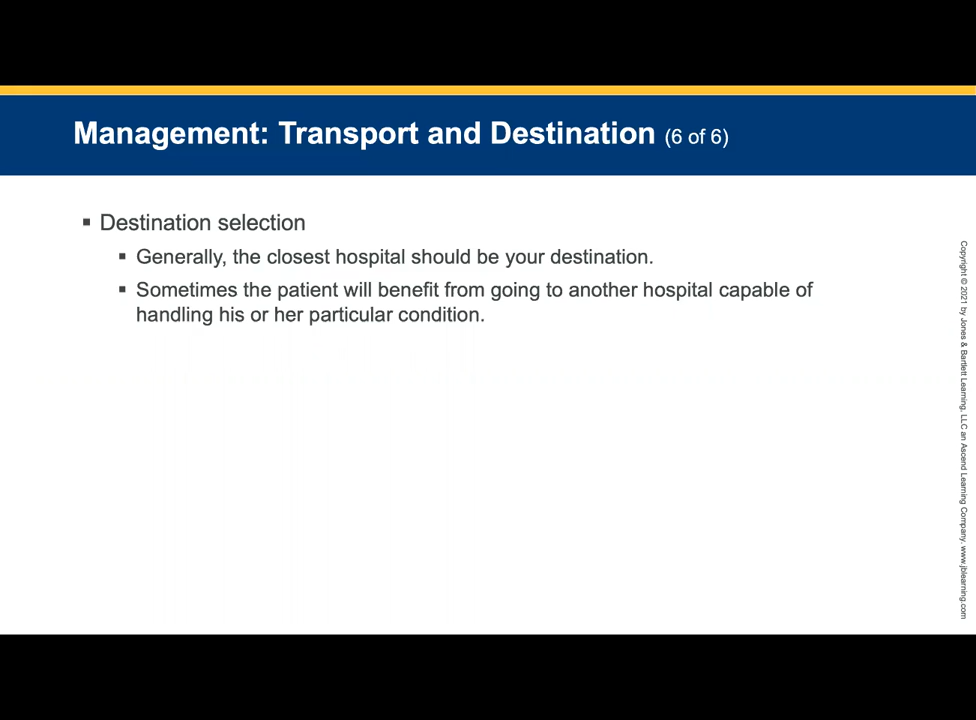 Management: Transport and Destination (6 of 6)
▪ Destination selection
▪ Generally, the closest hospital should be your destination.
▪ Sometimes the patient will benefit from going to another hospital capable of
handling his or her particular condition.
Copyright © 2021 by Jones & Bartlett Learning, LLC an Ascend Learning Company. www.jblearning.com